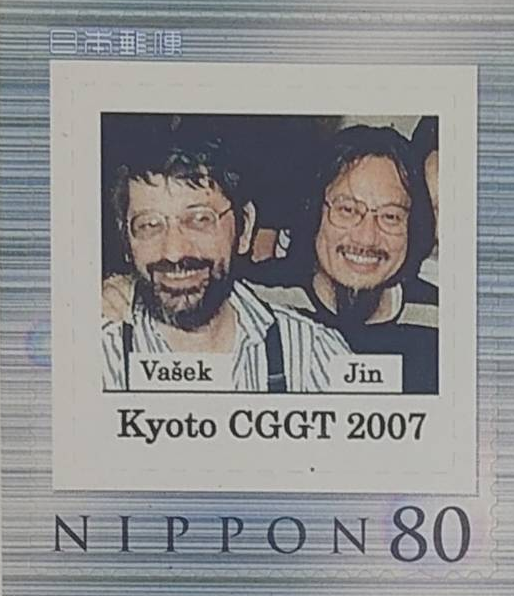 日本郵便
Vašek Jin
Kyoto CGGT 2007
NIPPON 80